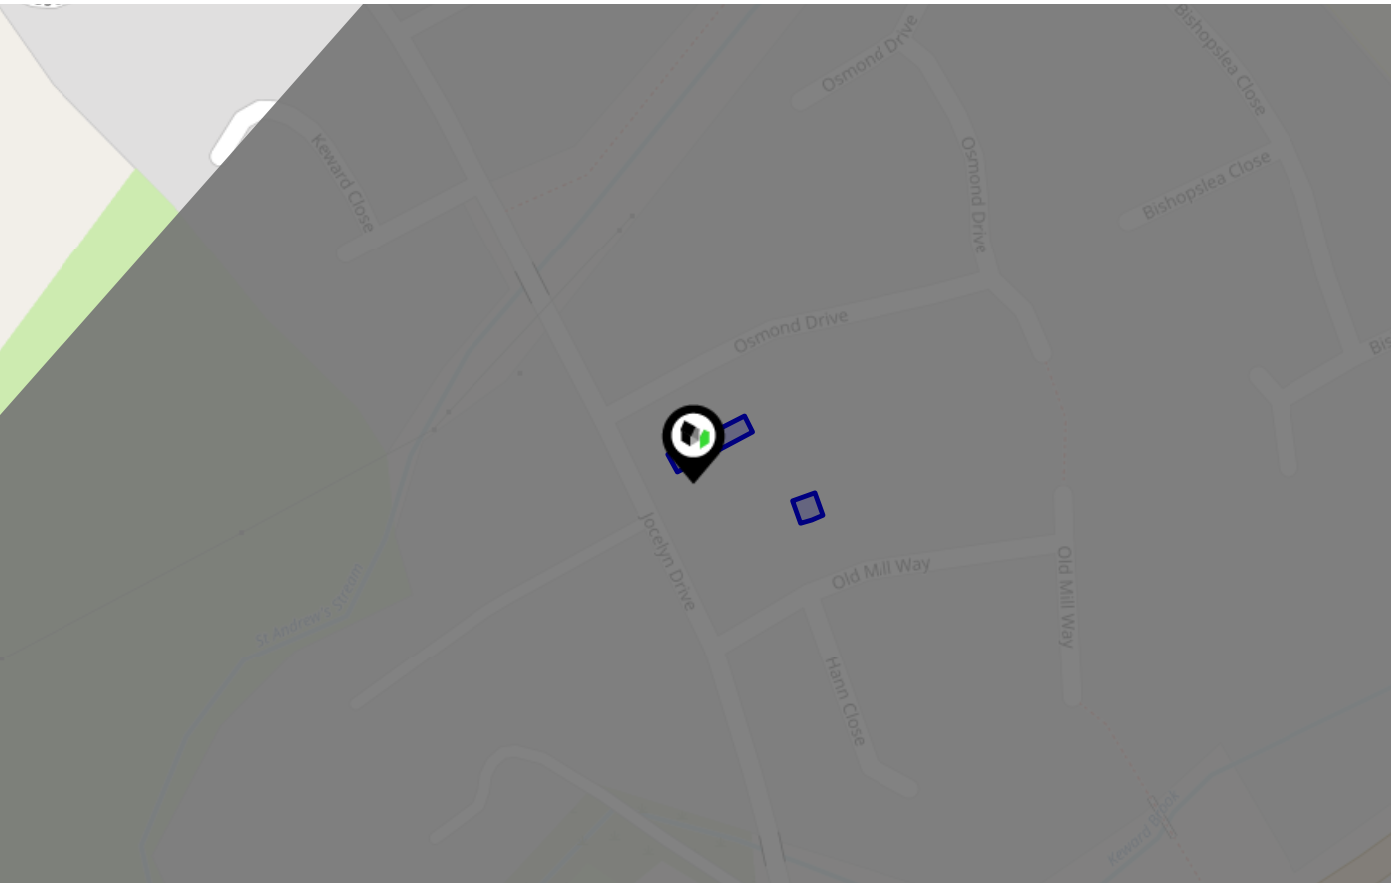 Osmond Drive
Bishopslea Close
Keward Close
Osmond Drive
Bishopslea Close
Osmond Drive
Bis
Jocelyn Drive
Old Mill Way
Old Mill Way
St Andrew's Stream
Hann Close
Keward Brook